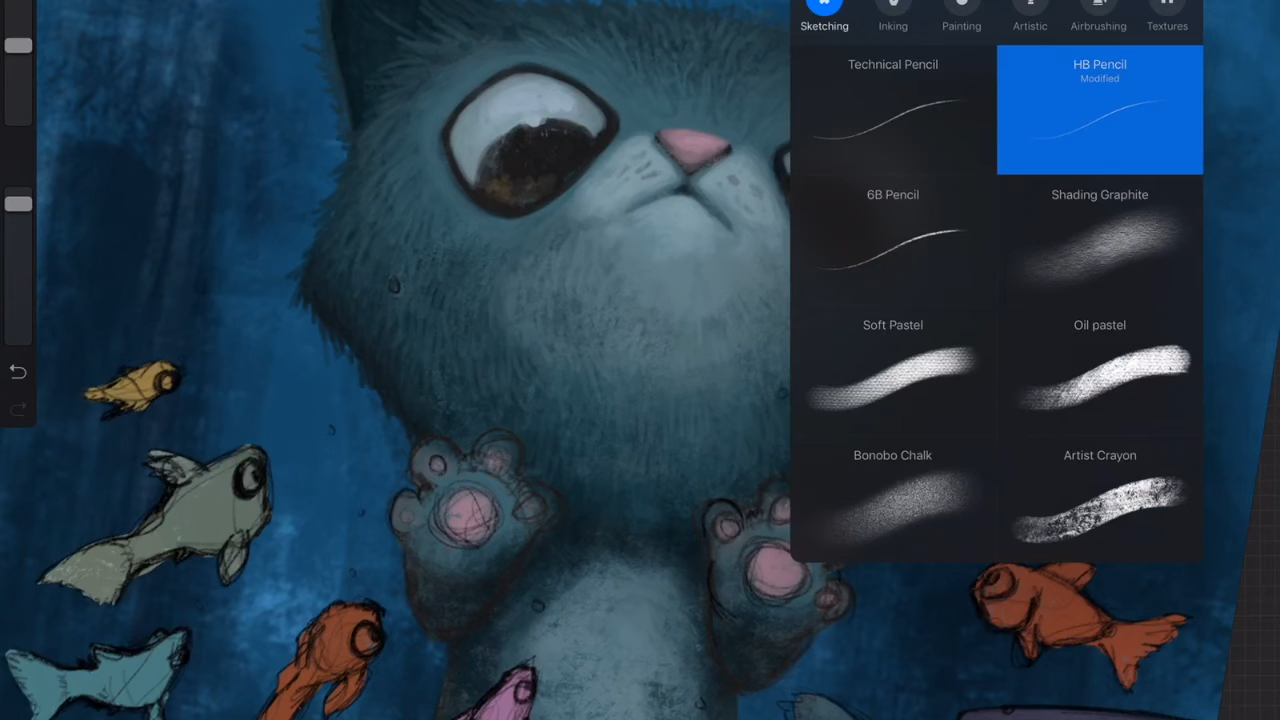 Sketching
Inking
Painting
Artistic
Airbrushing
Textures
Technical Pencil
HB Pencil
Modified
6B Pencil
Shading Graphite
Soft Pastel
Oil pastel
Bonobo Chalk
Artist Crayon